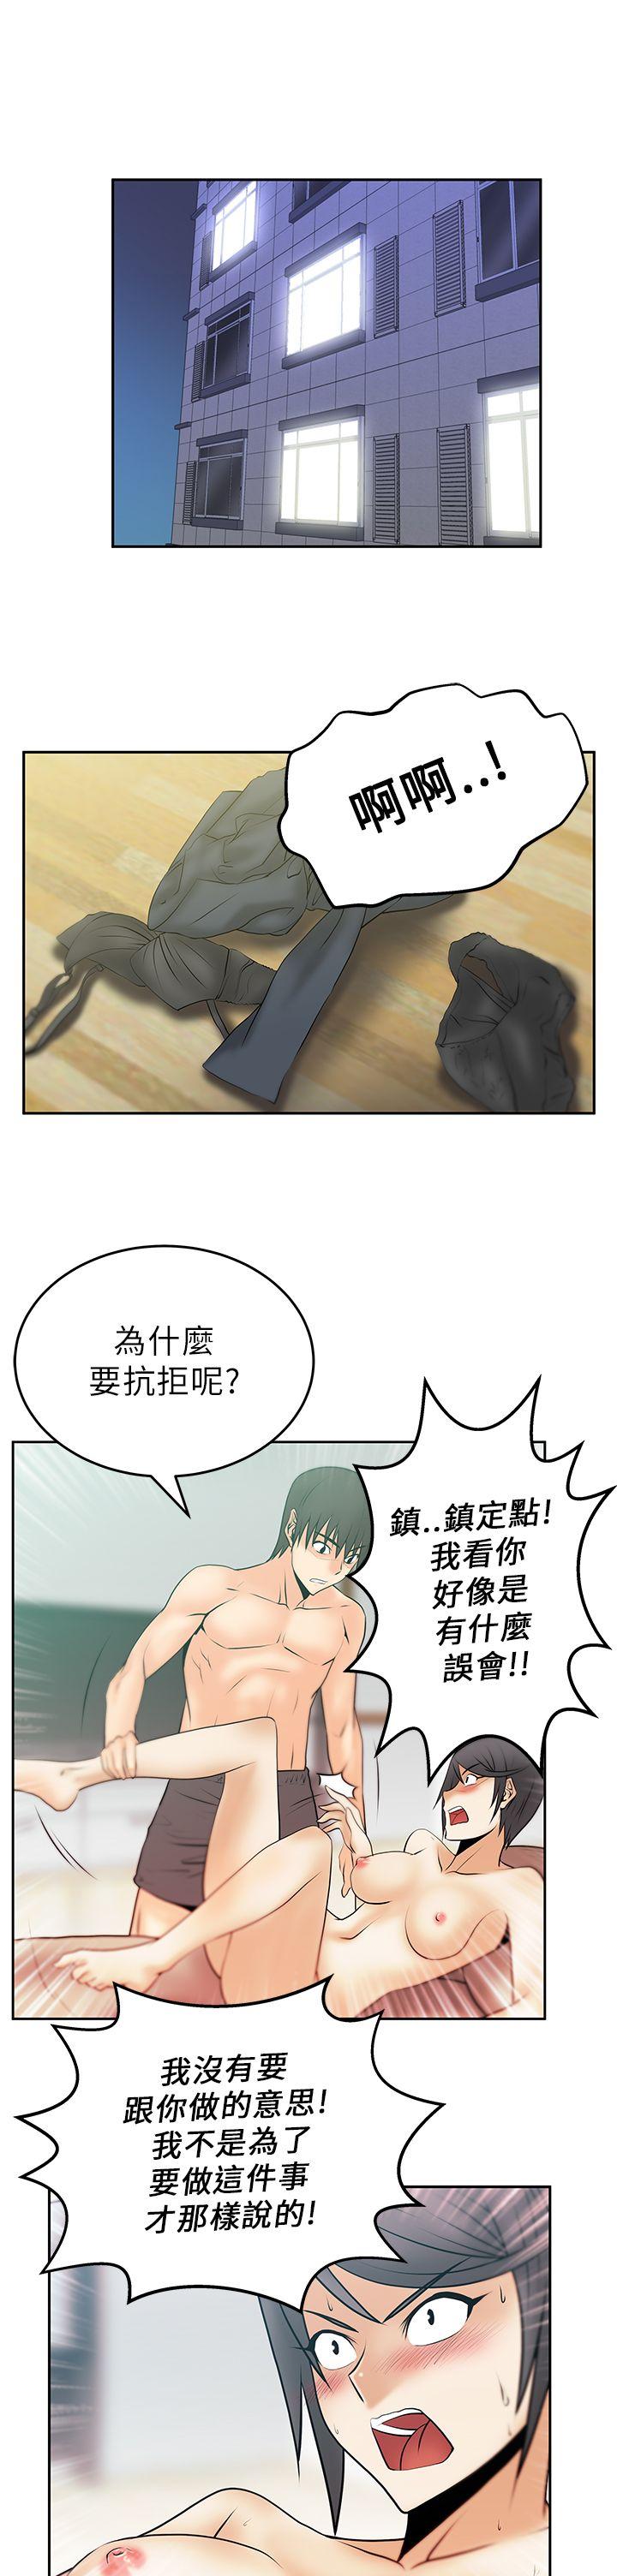 啊啊..!
為什麼
要抗拒呢?
鎮..鎮定點!
我看你
好像是
有什麼
誤會!!
我沒有要
跟你做的意思!
我不是為了
要做這件事
才那樣說的!